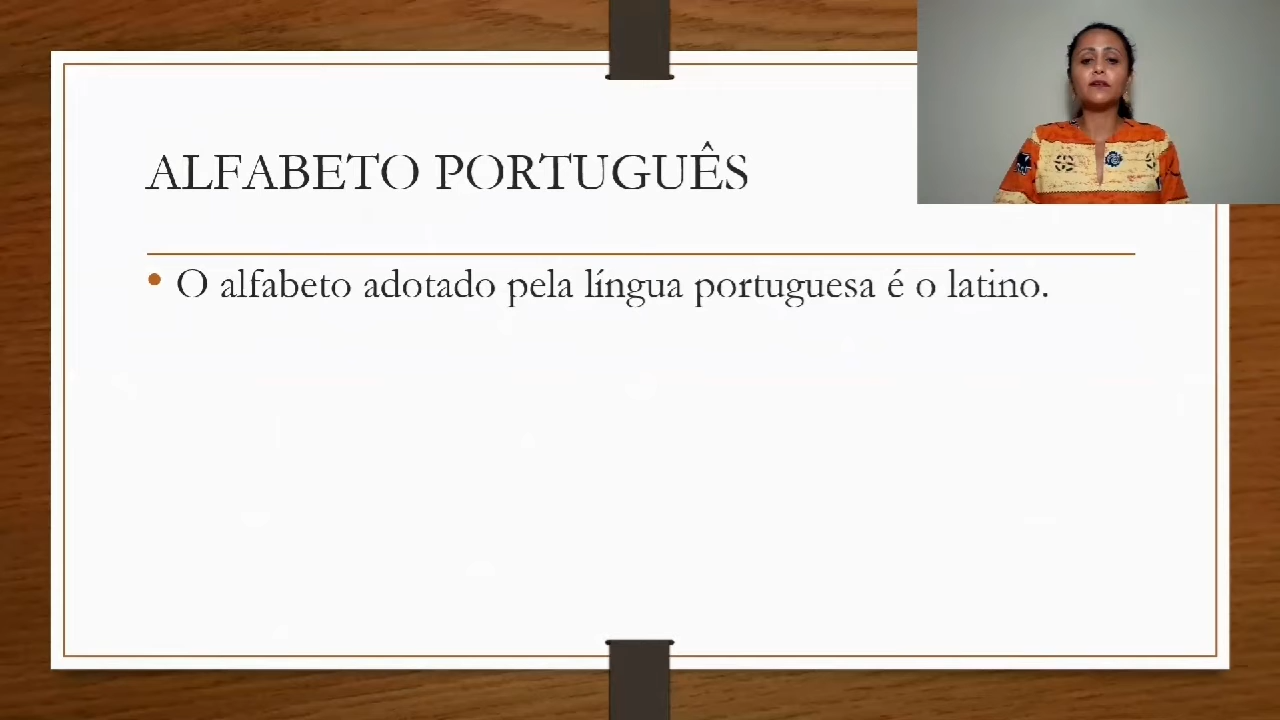 ALFABETO PORTUGUÊS
• O alfabeto adotado pela língua portuguesa é o latino.